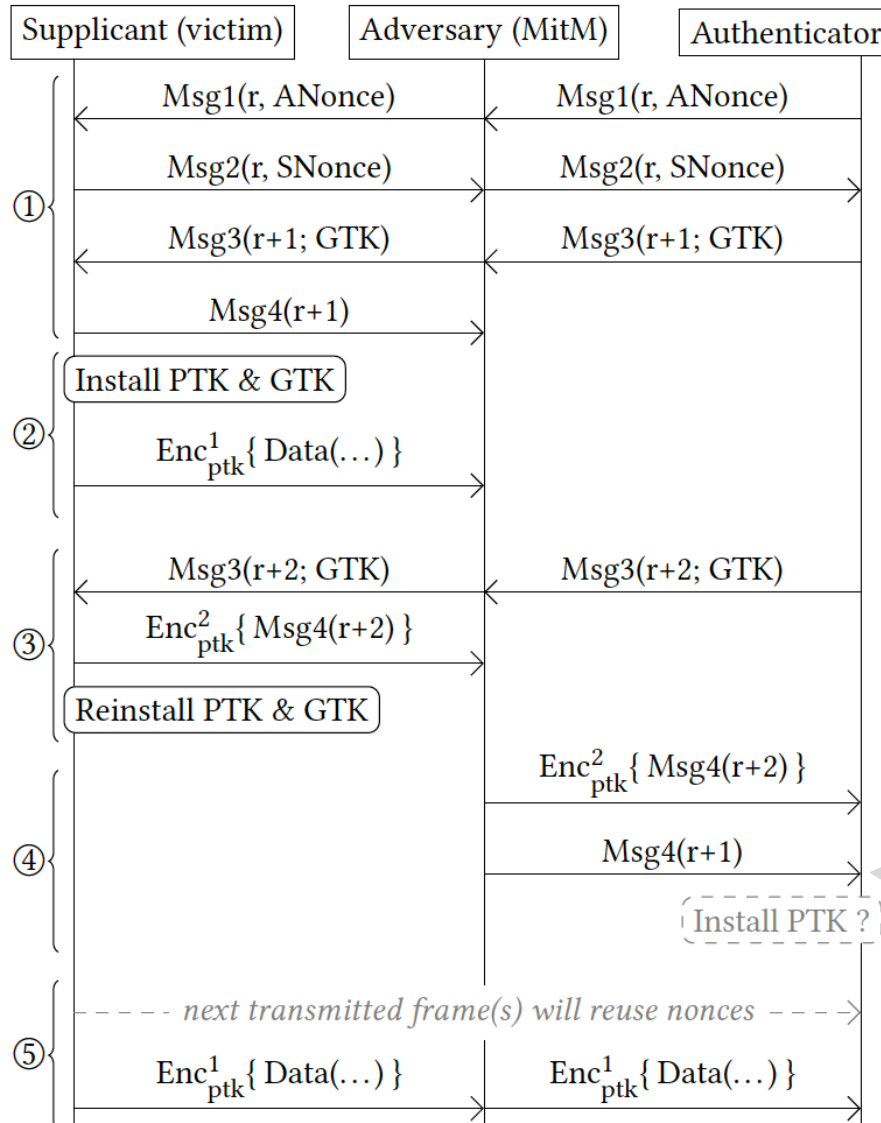 Supplicant (victim) Adversary (MitM) Authenticator
Msg1(r, ANonce) Msg1(r, ANonce)
Msg2(r, SNonce) Msg2(r, SNonce)
①
Msg3(r+1; GTK) Msg3(r+1; GTK)
Msg4(r+1)
Install PTK & GTK
②
Enc¹ptk{ Data(…) }
Msg3(r+2; GTK) Msg3(r+2; GTK)
③
Enc²ptk{ Msg4(r+2) }
Reinstall PTK & GTK
Enc²ptk{ Msg4(r+2) }
④
Msg4(r+1)
Install PTK ?
next transmitted frame(s) will reuse nonces
⑤
Enc¹ptk{ Data(…) } Enc¹ptk{ Data(…) }